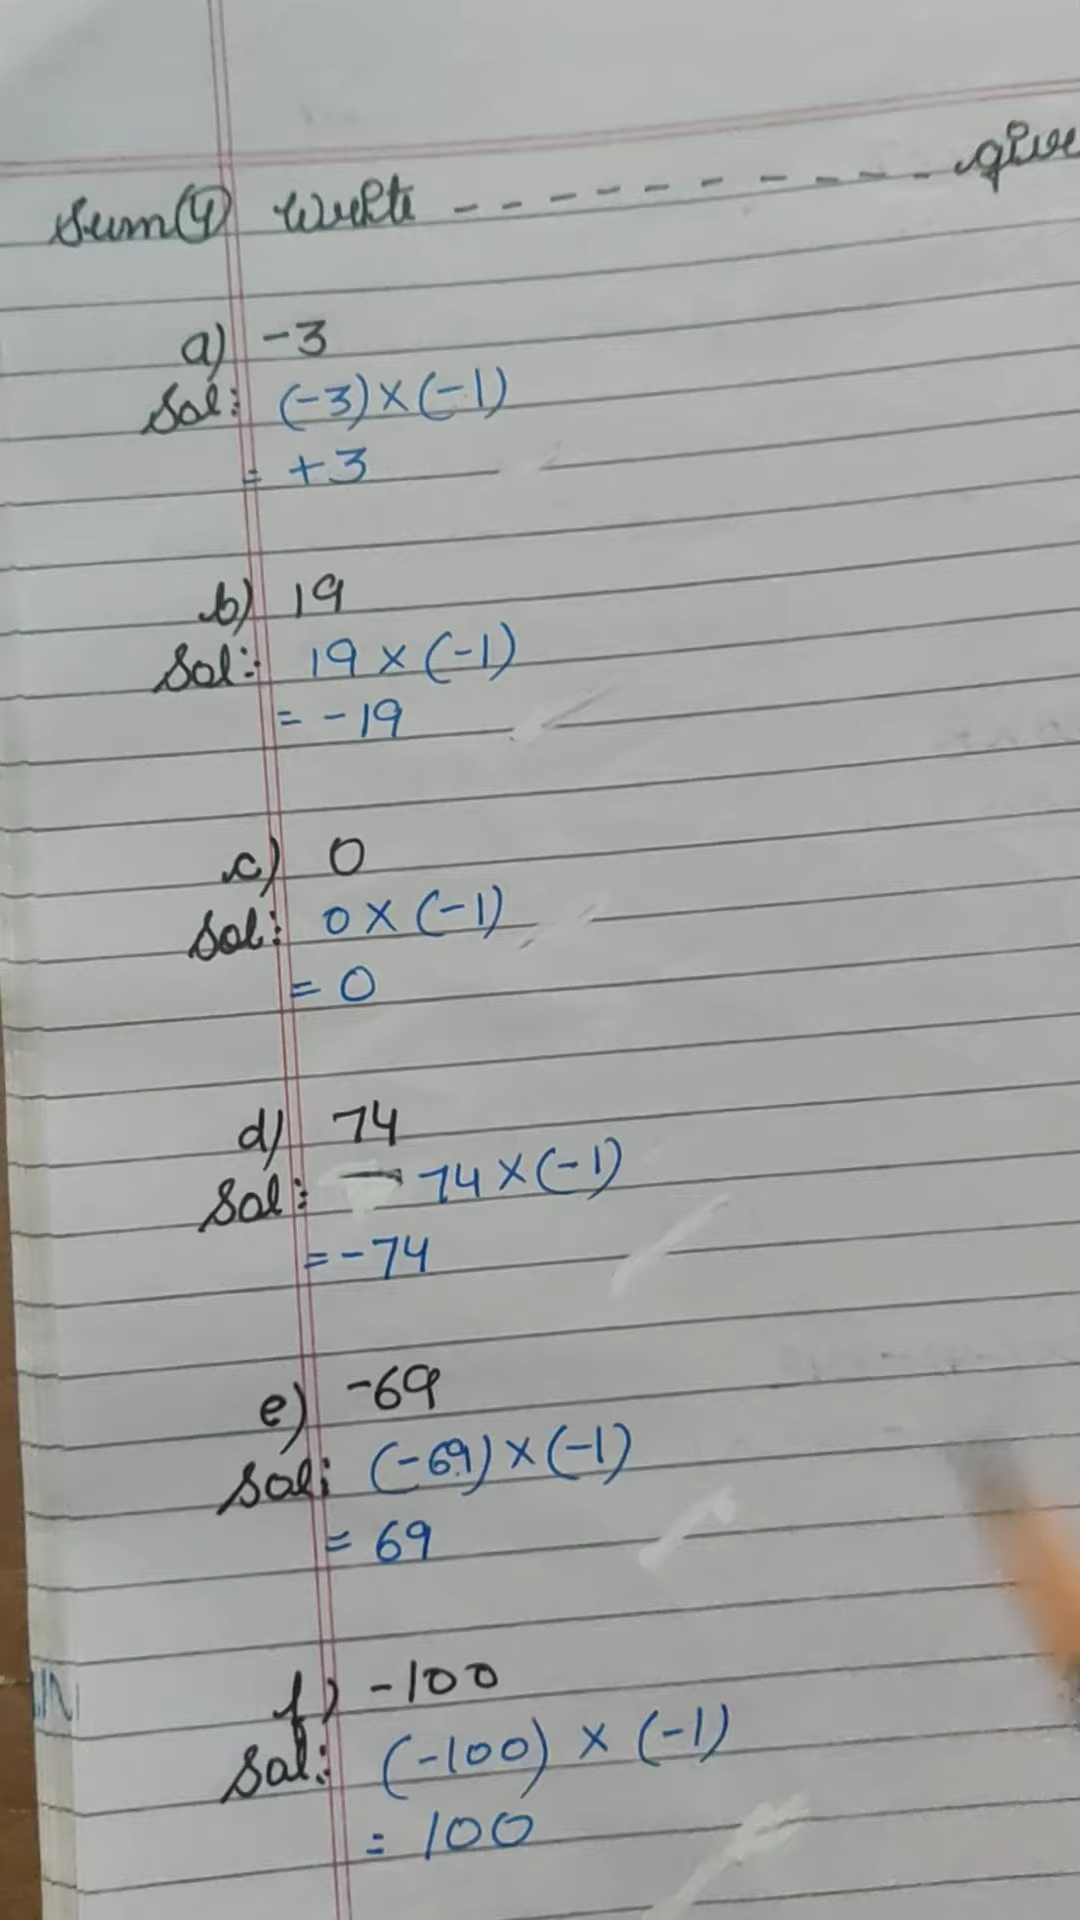 Sum(4) Write - - - - - - - - - - give
a) -3
Sol: (-3)×(-1)
= +3
b) 19
Sol: 19 × (-1)
= -19
c) 0
Sol: 0 × (-1)
= 0
d) 74
Sol: 74 × (-1)
= -74
e) -69
Sol: (-69) × (-1)
= 69
f) -100
Sol: (-100) × (-1)
= 100